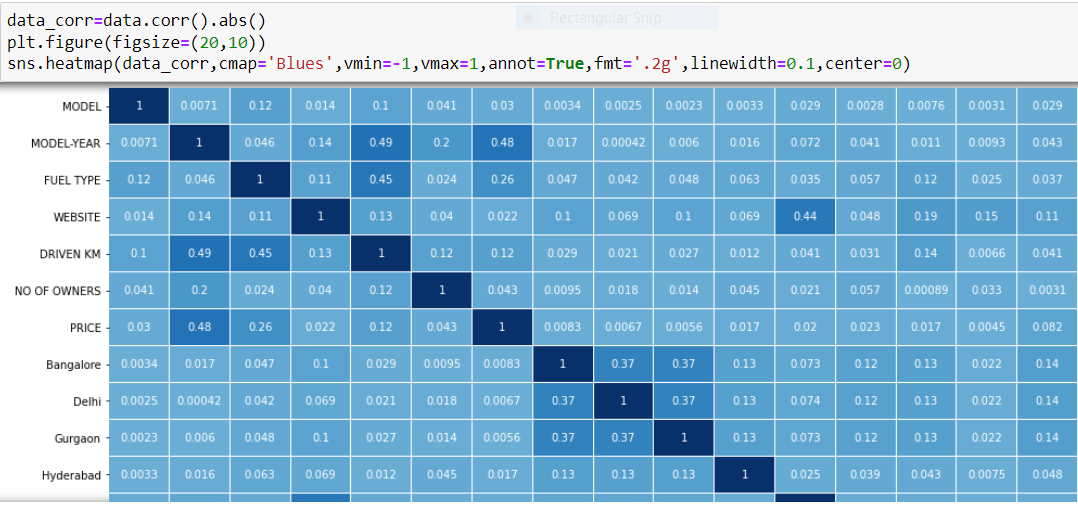 Rectangular Snip
data_corr=data.corr().abs()
plt.figure(figsize=(20,10))
sns.heatmap(data_corr,cmap='Blues',vmin=-1,vmax=1,annot=True,fmt='.2g',linewidth=0.1,center=0)
MODEL 1 0.0071 0.12 0.014 0.1 0.041 0.03 0.0034 0.0025 0.0023 0.0033 0.029 0.0028 0.0076 0.0031 0.029
MODEL-YEAR 0.0071 1 0.046 0.14 0.49 0.2 0.48 0.017 0.00042 0.006 0.016 0.072 0.041 0.011 0.0093 0.043
FUEL TYPE 0.12 0.046 1 0.11 0.45 0.024 0.26 0.047 0.042 0.048 0.063 0.035 0.057 0.12 0.025 0.037
WEBSITE 0.014 0.14 0.11 1 0.13 0.04 0.022 0.1 0.069 0.1 0.069 0.44 0.048 0.19 0.15 0.11
DRIVEN KM 0.1 0.49 0.45 0.13 1 0.12 0.12 0.029 0.021 0.027 0.012 0.041 0.031 0.14 0.0066 0.041
NO OF OWNERS 0.041 0.2 0.024 0.04 0.12 1 0.043 0.0095 0.018 0.014 0.045 0.021 0.057 0.00089 0.033 0.0031
PRICE 0.03 0.48 0.26 0.022 0.12 0.043 1 0.0083 0.0067 0.0056 0.017 0.02 0.023 0.017 0.0045 0.082
Bangalore 0.0034 0.017 0.047 0.1 0.029 0.0095 0.0083 1 0.37 0.37 0.13 0.073 0.12 0.13 0.022 0.14
Delhi 0.0025 0.00042 0.042 0.069 0.021 0.018 0.0067 0.37 1 0.37 0.13 0.074 0.12 0.13 0.022 0.14
Gurgaon 0.0023 0.006 0.048 0.1 0.027 0.014 0.0056 0.37 0.37 1 0.13 0.073 0.12 0.13 0.022 0.14
Hyderabad 0.0033 0.016 0.063 0.069 0.012 0.045 0.017 0.13 0.13 0.13 1 0.025 0.039 0.043 0.0075 0.048